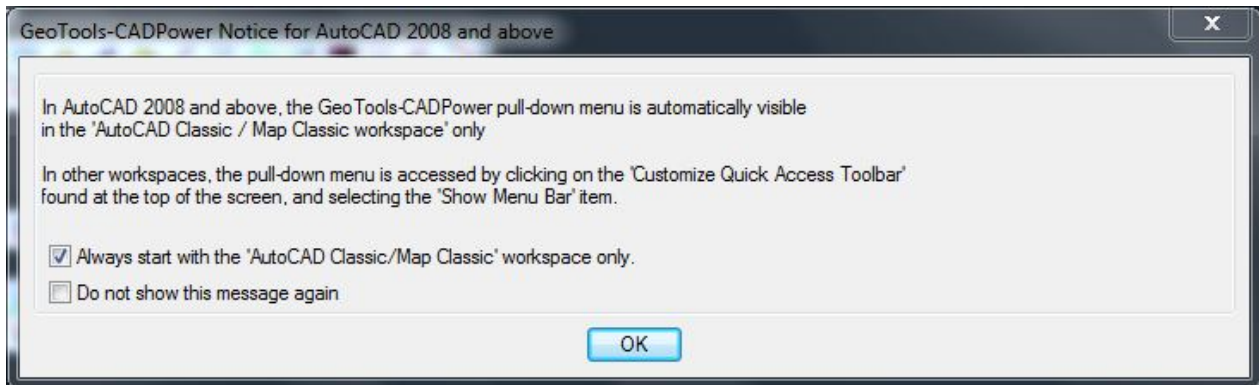 GeoTools-CADPower Notice for AutoCAD 2008 and above
In AutoCAD 2008 and above, the GeoTools-CADPower pull-down menu is automatically visible
in the 'AutoCAD Classic / Map Classic workspace' only
In other workspaces, the pull-down menu is accessed by clicking on the 'Customize Quick Access Toolbar'
found at the top of the screen, and selecting the 'Show Menu Bar' item.
Always start with the 'AutoCAD Classic/Map Classic' workspace only.
Do not show this message again
OK